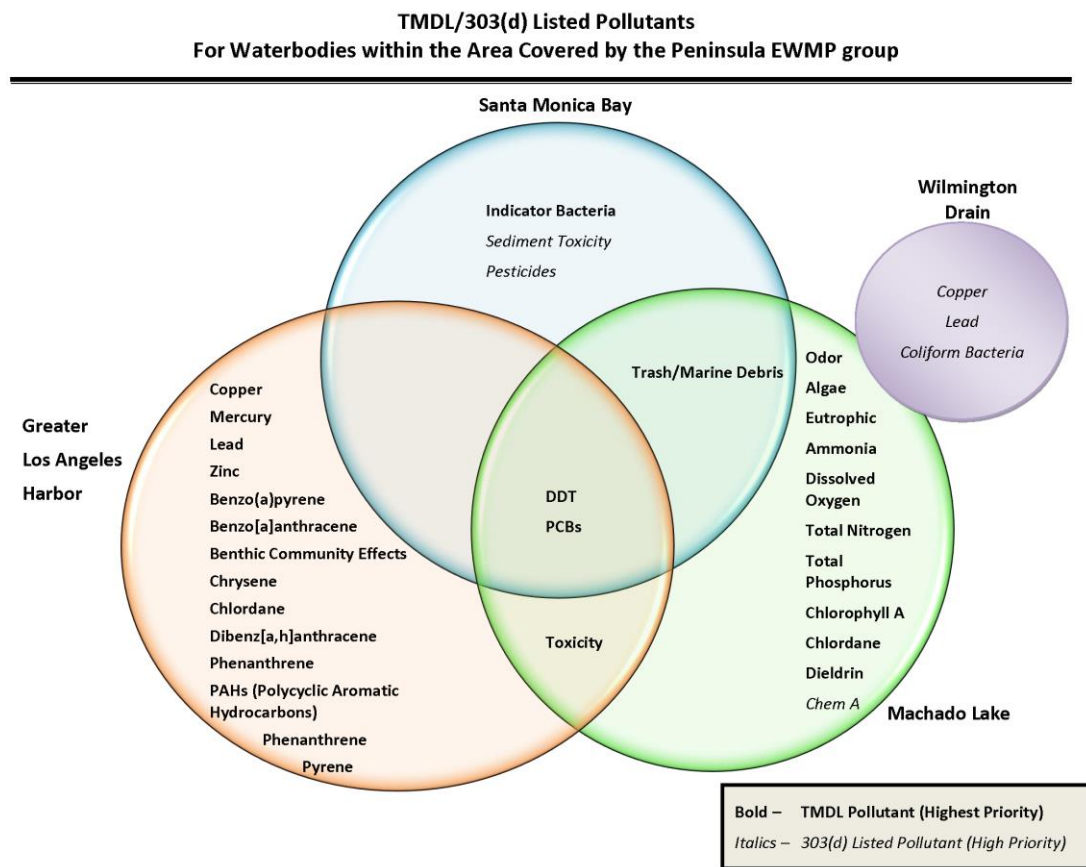 TMDL/303(d) Listed Pollutants
For Waterbodies within the Area Covered by the Peninsula EWMP group
Santa Monica Bay
Indicator Bacteria
Sediment Toxicity
Pesticides
Wilmington
Drain
Copper
Lead
Coliform Bacteria
Trash/Marine Debris
Greater
Los Angeles
Harbor
Copper
Mercury
Lead
Zinc
Benzo(a)pyrene
Benzo[a]anthracene
Benthic Community Effects
Chrysene
Chlordane
Dibenz[a,h]anthracene
Phenanthrene
PAHs (Polycyclic Aromatic
Hydrocarbons)
Phenanthrene
Pyrene
DDT
PCBs
Toxicity
Odor
Algae
Eutrophic
Ammonia
Dissolved
Oxygen
Total Nitrogen
Total
Phosphorus
Chlorophyll A
Chlordane
Dieldrin
Chem A
Machado Lake
Bold – TMDL Pollutant (Highest Priority)
Italics – 303(d) Listed Pollutant (High Priority)